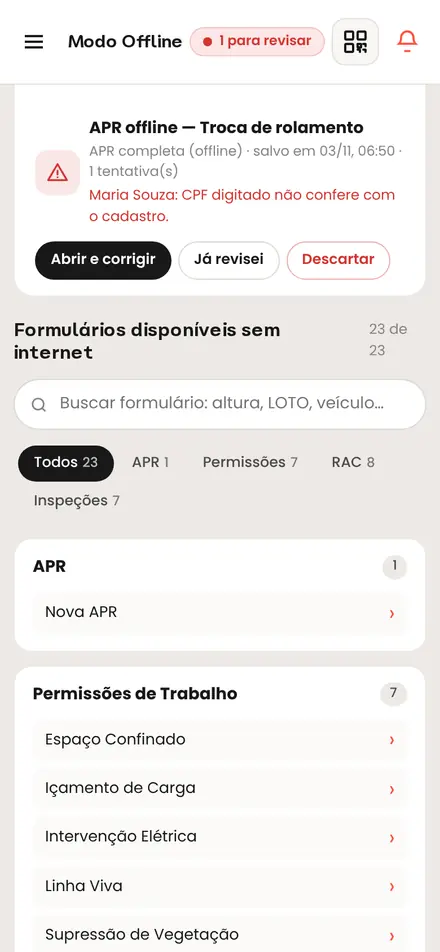 Modo Offline
1 para revisar
APR offline — Troca de rolamento
APR completa (offline) · salvo em 03/11, 06:50 ·
1 tentativa(s)
Maria Souza: CPF digitado não confere com
o cadastro.
Abrir e corrigir
Já revisei
Descartar
Formulários disponíveis sem
internet
23 de
23
Buscar formulário: altura, LOTO, veículo...
Todos 23
APR 1
Permissões 7
RAC 8
Inspeções 7
APR
1
Nova APR
Permissões de Trabalho
7
Espaço Confinado
Içamento de Carga
Intervenção Elétrica
Linha Viva
Supressão de Vegetação